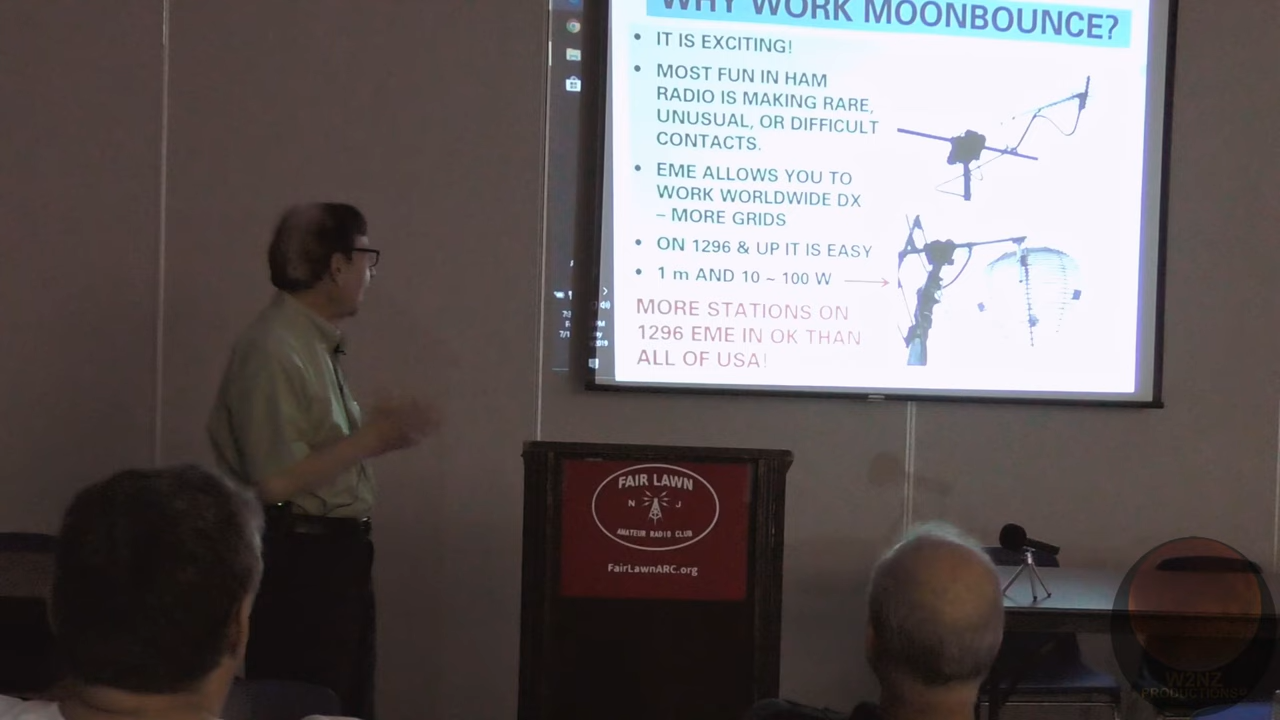 WHY WORK MOONBOUNCE?
• IT IS EXCITING!
• MOST FUN IN HAM
RADIO IS MAKING RARE,
UNUSUAL, OR DIFFICULT
CONTACTS.
• EME ALLOWS YOU TO
WORK WORLDWIDE DX
– MORE GRIDS
• ON 1296 & UP IT IS EASY
• 1 m AND 10 ~ 100 W
MORE STATIONS ON
1296 EME IN OK THAN
ALL OF USA!
FAIR LAWN
N J
AMATEUR RADIO CLUB
FairLawnARC.org
W2NZ
PRODUCTIONS